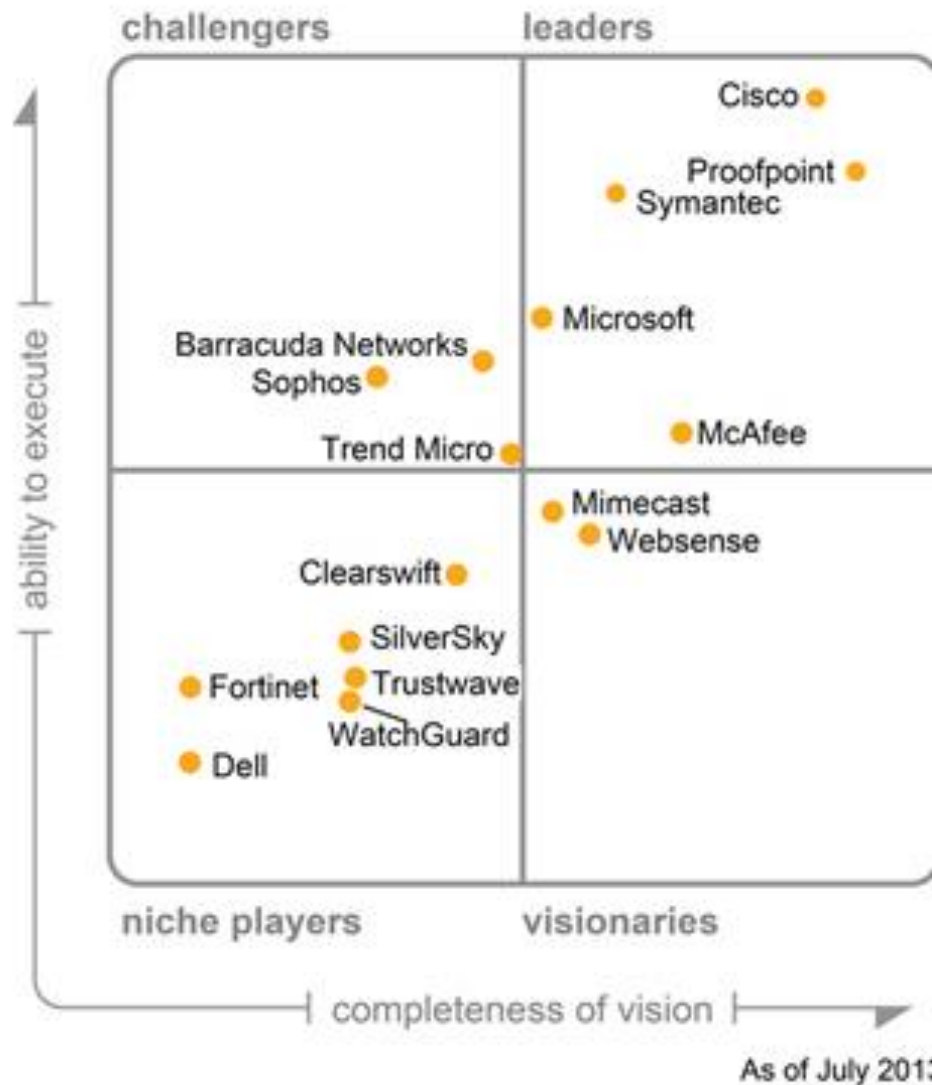 challengers
leaders
Cisco
Proofpoint
Symantec
Microsoft
Barracuda Networks
Sophos
McAfee
Trend Micro
Mimecast
Websense
Clearswift
SilverSky
Fortinet
Trustwave
WatchGuard
Dell
ability to execute
niche players
visionaries
completeness of vision
As of July 2013